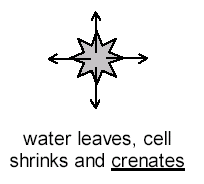 water leaves, cell
shrinks and crenates